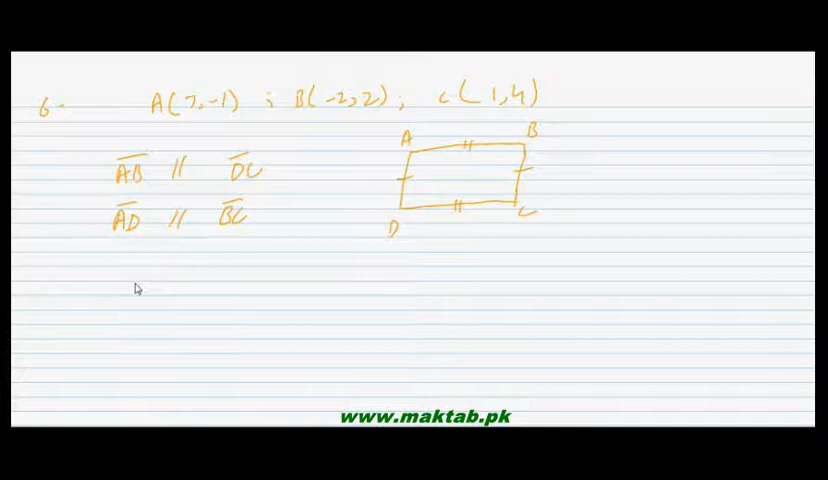 6- A(7,-1) ; B(-2,2) ; C(1,4)
A B
AB // DC
AD // BC
D C
www.maktab.pk